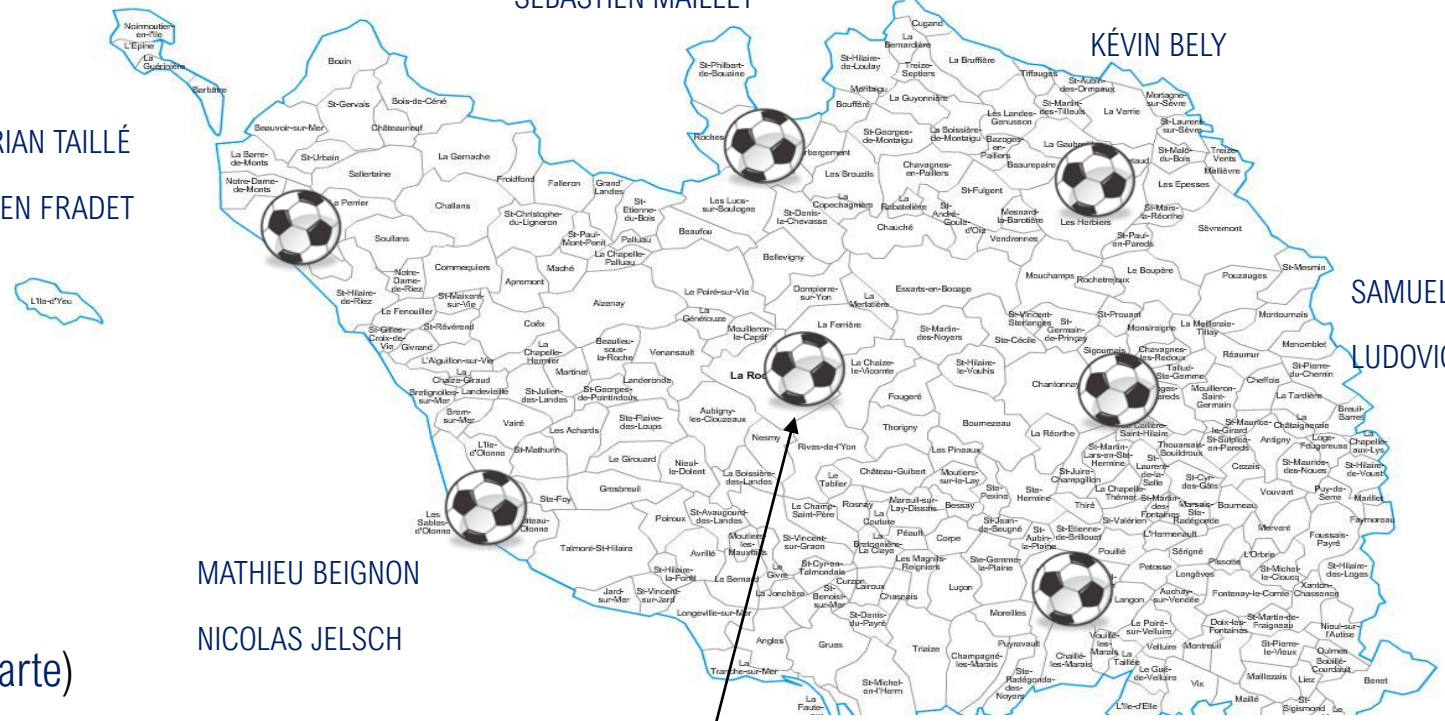 SÉBASTIEN MAILLET
KÉVIN BELY
RIAN TAILLÉ
EN FRADET
SAMUEL
LUDOVIC
MATHIEU BEIGNON
NICOLAS JELSCH
arte)
Noirmoutier-
en-l'Ile
L'Epine
La
Guérinière
Barbâtre
L'Ile-d'Yeu
Bouin
St-Gervais
Bois-de-Céné
Beauvoir-sur-Mer
Châteauneuf
La Barre-
de-Monts
St-Urbain
Sallertaine
La Garnache
Notre-Dame-
de-Monts
Le Perrier
Challans
Froidfond
Falleron
Grand'
Landes
St-
Etienne-
du-Bois
St-Christophe-
du-Ligneron
St-Paul-
Mont-Penit
Palluau
La Chapelle-
Palluau
Soullans
Commequiers
Apremont
Maché
Notre-
Dame-
de-Riez
St-Hilaire-
de-Riez
St-Maixent-
sur-Vie
Le Fenouiller
St-Gilles-
Croix-de-
Vie
Givrand
St-Révérend
Coëx
Aizenay
L'Aiguillon-sur-Vie
La
Chapelle-
Hermier
Beaulieu-
sous-
la-Roche
Martinet
La
Chaize-Giraud
Bretignolles-
sur-Mer
Landevieille
St-Julien-
des-Landes
St-Georges-
de-Pointindoux
Landeronde
Venansault
Brem-
sur-Mer
Vairé
Les Achards
Ste-Flaive-
des-Loups
Aubigny-
les-Clouzeaux
L'Ile-
d'Olonne
St-Mathurin
Le Girouard
Nieul-
le-Dolent
La Boissière-
des-Landes
Nesmy
Les
Sables-
d'Olonne
Ste-Foy
Grosbreuil
Talmont-St-Hilaire
Poiroux
St-Avaugourd-
des-Landes
Avrillé
Moutiers-
les-
Mauxfaits
St-Hilaire-
la-Forêt
Le Bernard
Le
Givre
Jard-
sur-Mer
St-Vincent-
sur-Jard
Longeville-sur-Mer
La Jonchère
Angles
La
Tranche-sur-Mer
St-Philbert-
de-Bouaine
Roches
Les Lucs-
sur-Boulogne
Beaufou
Bellevigny
Le Poiré-sur-Vie
La
Génétouze
Mouilleron-
le-Captif
Dompierre-
sur-Yon
La
Merlatière
La Ferrière
La Roc
La Chaize-
le-Vicomte
Rives-de-l'Yon
Fougeré
Thorigny
Cugand
La
Bernardière
St-Hilaire-
de-Loulay
Treize-
Septiers
La Bruffière
Montaigu
Boufféré
La Guyonnière
Tiffauges
St-Aubin-
des-Ormeaux
Mortagne-
sur-Sèvre
La Verrie
St-Martin-
des-Tilleuls
Les Landes-
Genusson
St-Laurent-
sur-Sèvre
St-Georges-
de-Montaigu
La Boissière-
de-Montaigu
Bazoges-
en-
Paillers
Beaurepaire
St-Malô-
du-Bois
Treize-
Vents
Mallièvre
Les Epesses
Les Brouzils
Chavagnes-
en-Paillers
St-Fulgent
Les Herbiers
St-Mars-
la-Réorthe
St-Denis-
la-Chevasse
La
Copechagnière
La
Rabatelière
St-
André-
Goule-
d'Oie
Chauché
Mesnard-
la-Barotière
Vendrennes
St-Paul-
en-Pareds
Sèvremont
Essarts-en-Bocage
Mouchamps
Rochetrejoux
Le Boupère
Pouzauges
St-Mesmin
Montournais
St-Martin-
des-Noyers
St-Vincent-
Sterlanges
St-
Germain-
de-Prinçay
Ste-Cécile
St-Prouant
Monsireigne
La Meilleraie-
Tillay
Réaumur
Menomblet
St-Hilaire-
le-Vouhis
Sigournais
Chavagnes-
les-Redoux
Tallud-
Ste-Gemme
Mouilleron-
Saint-
Germain
Cheffois
St-Pierre-
du-Chemin
La Tardière
Breuil-
Barret
Chantonnay
Bournezeau
La Réorthe
Saint-Hilaire
St-Maurice-
le-Girard
La
Châtaigneraie
St-Sulpice-
en-Pareds
Antigny
Loge-
Fougereuse
La
Chapelle-
aux-Lys
Les Pineaux
St-Martin-
Lars-en-Ste-
Hermine
Thouarsais-
Bouildroux
St-
Laurent-
de-la-
Salle
Cezais
St-Maurice-
des-Noues
St-Hilaire-
de-Voust
St-Cyr-
des-Gâts
Vouvant
Puy-de-
Serre
Marillet
Faymoreau
Le
Tablier
Château-Guibert
Moutiers-
sur-le-Lay
Ste-
Pexine
Ste-
Hermine
St-Juire-
Champgillon
La Chapelle-
Thémer
St-Martin-
des-
Fontaines
Marsais-
Ste-
Radégonde
Bourneau
Mervent
Foussais-
Payré
Le Champ-
Saint-Père
Rosnay
Mareuil-sur-
Lay-Dissais
Bessay
Thiré
St-Valérien
L'Hermenault
La
Couture
Péault
Corpe
St-Jean-
de-Beugné
St-
Aubin-
la-Plaine
St-Etienne-
de-Brillouet
Pouillé
Sérigné
Pissotte
L'Orbrie
St-Vincent-
sur-Graon
La
Bretonnière-
La Claye
Les Magnils-
Reigniers
Ste-Gemme-
la-Plaine
Petosse
Longèves
St-Michel-
le-Cloucq
St-Hilaire-
des-Loges
St-Cyr-en-
Talmondais
Curzon
Lairoux
Chasnais
Luçon
Langon
Auchay-
sur-Vendée
Fontenay-le-Comte
Xanton-
Chassenon
St-
Benoist-
sur-Mer
St-Denis-
du-Payré
Moreilles
Le Poiré-
sur-Velluire
Doix-les-
Fontaines
St-Martin-de-
Fraigneau
Nieul-sur-
l'Autise
Grues
Triaize
Puyravault
Vouillé-
les-
Marais
La
Taillée
Velluire
Montreuil
St-Pierre-
le-Vieux
Oulmes
Bouillé-
Courdault
Champagné-
les-Marais
Chaillé-
les-Marais
Le Gué-
de-Velluire
Vix
Maillezais
Liez
Benet
St-Michel-
en-l'Herm
Ste-
Radégonde-
des-
Noyers
L'Ile-d'Elle
Maillé
St-
Sigismond
Le
La
Faute-